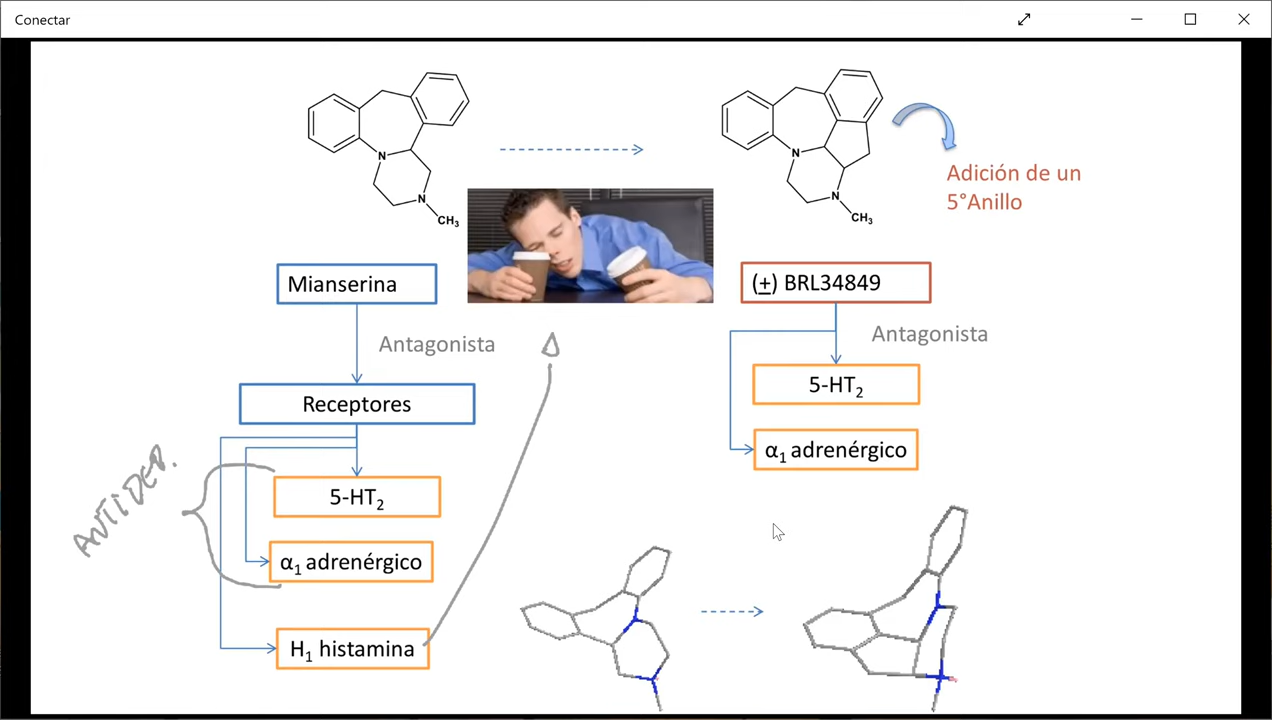 Conectar
N
N
CH3
N
N
CH3
Adición de un
5°Anillo
Mianserina
Antagonista
Receptores
ANTIDEP.
5-HT2
α1 adrenérgico
H1 histamina
(±) BRL34849
Antagonista
5-HT2
α1 adrenérgico